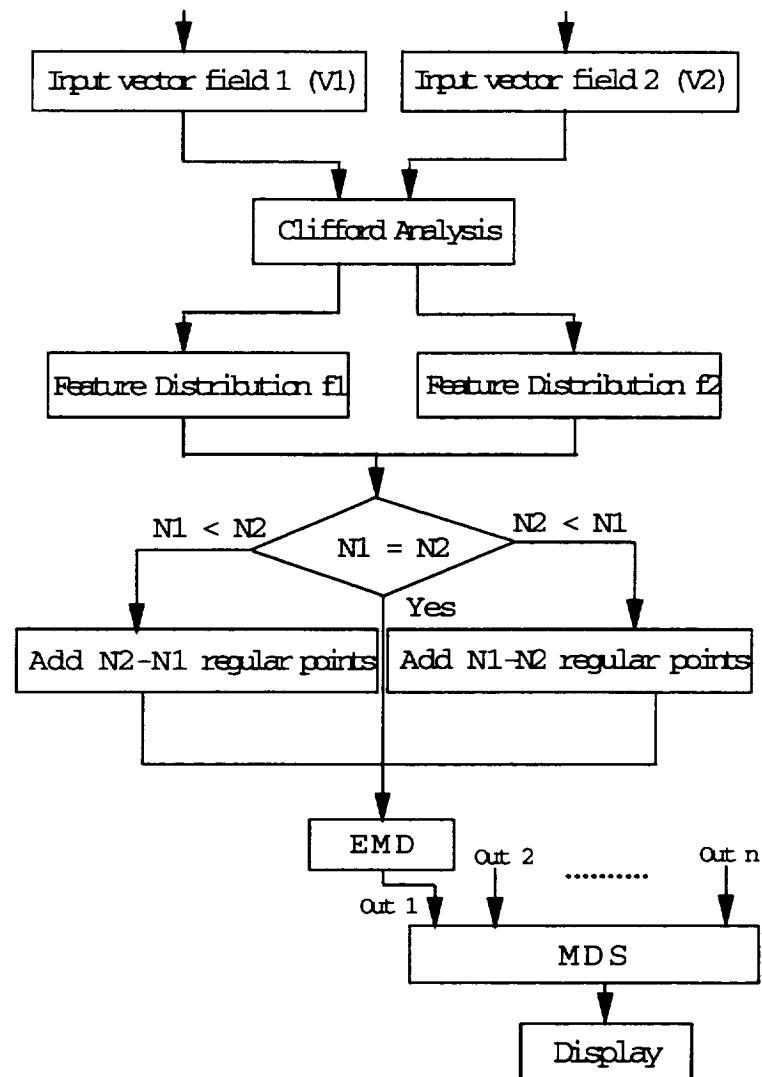 Input vector field 1 (V1)
Input vector field 2 (V2)
Clifford Analysis
Feature Distribution f1
Feature Distribution f2
N1 < N2
N2 < N1
N1 = N2
Yes
Add N2-N1 regular points
Add N1-N2 regular points
EMD
Out 2
.........
Out n
Out 1
MDS
Display